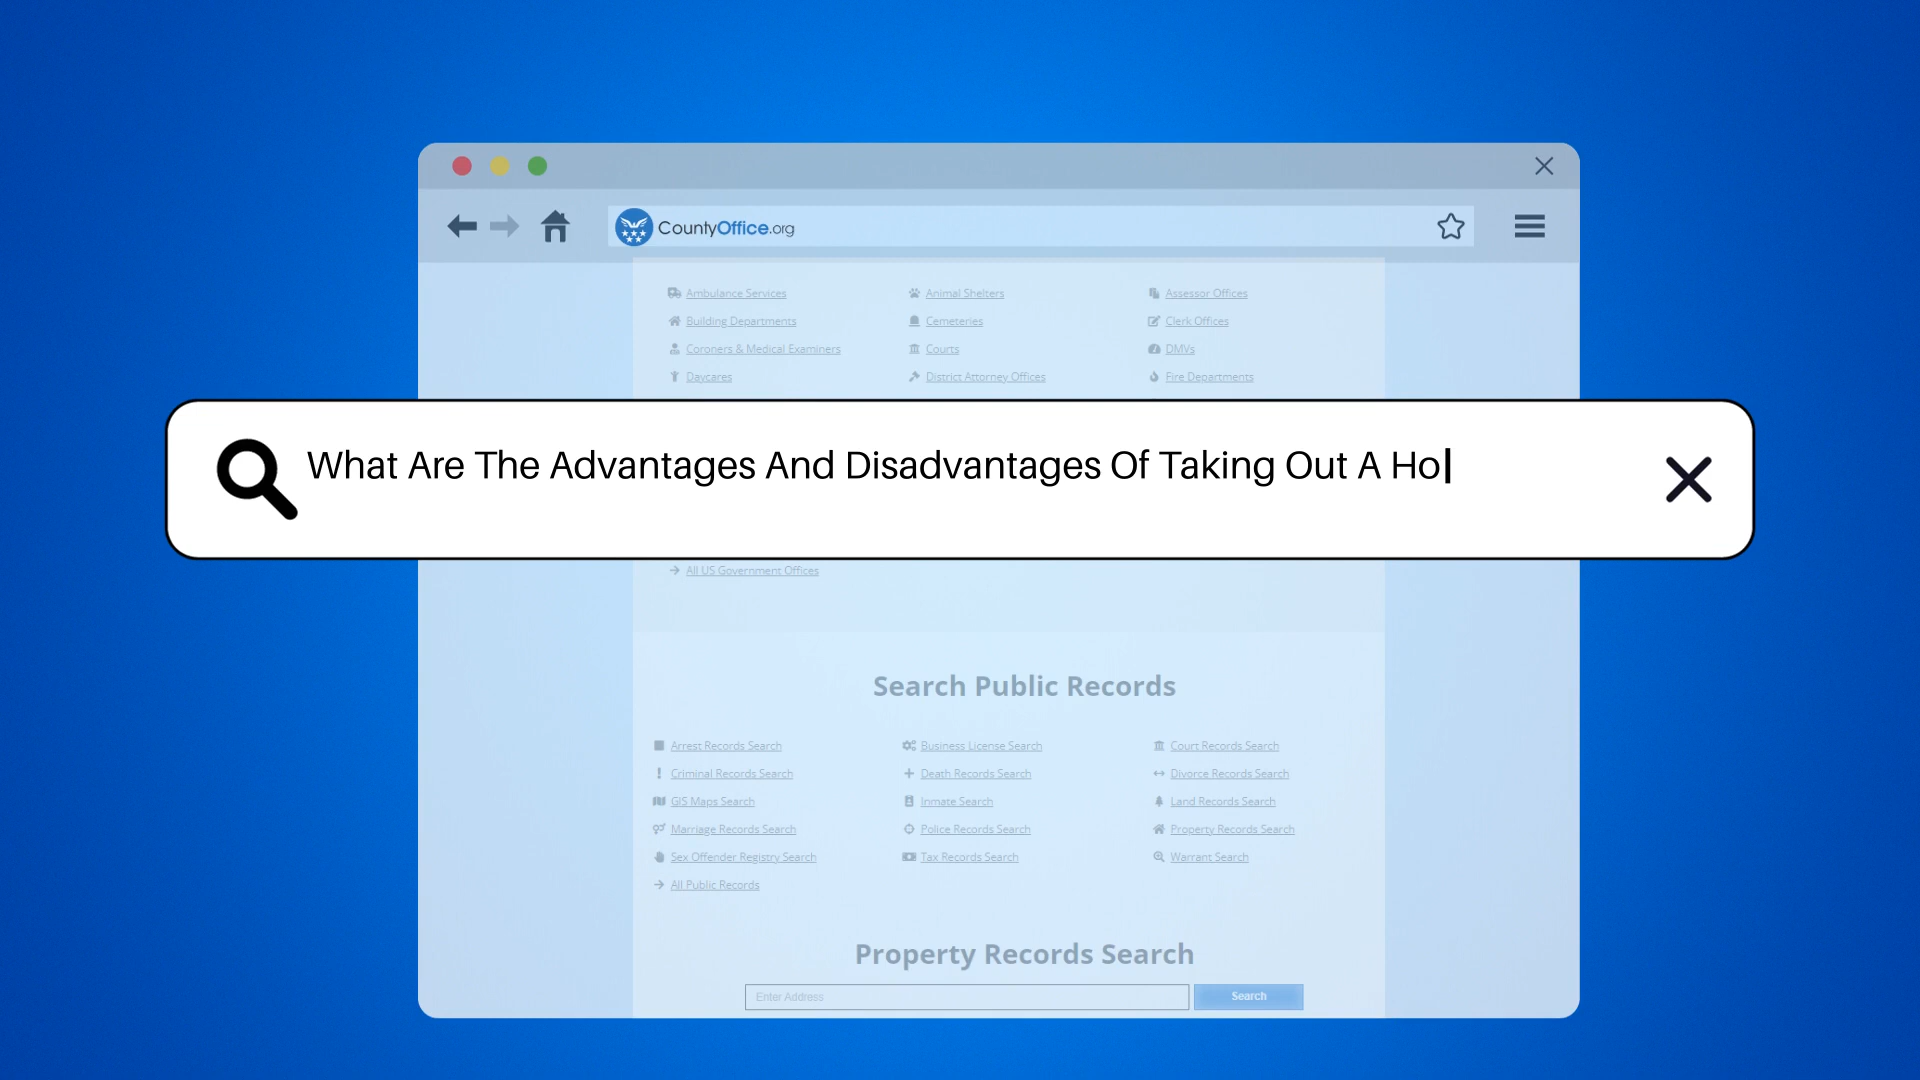 CountyOffice.org
Ambulance Services Animal Shelters Assessor Offices
Building Departments Cemeteries Clerk Offices
Coroners & Medical Examiners Courts DMVs
Daycares District Attorney Offices Fire Departments
What Are The Advantages And Disadvantages Of Taking Out A Ho
All US Government Offices
Search Public Records
Arrest Records Search Business License Search Court Records Search
Criminal Records Search Death Records Search Divorce Records Search
GIS Maps Search Inmate Search Land Records Search
Marriage Records Search Police Records Search Property Records Search
Sex Offender Registry Search Tax Records Search Warrant Search
All Public Records
Property Records Search
Enter Address Search